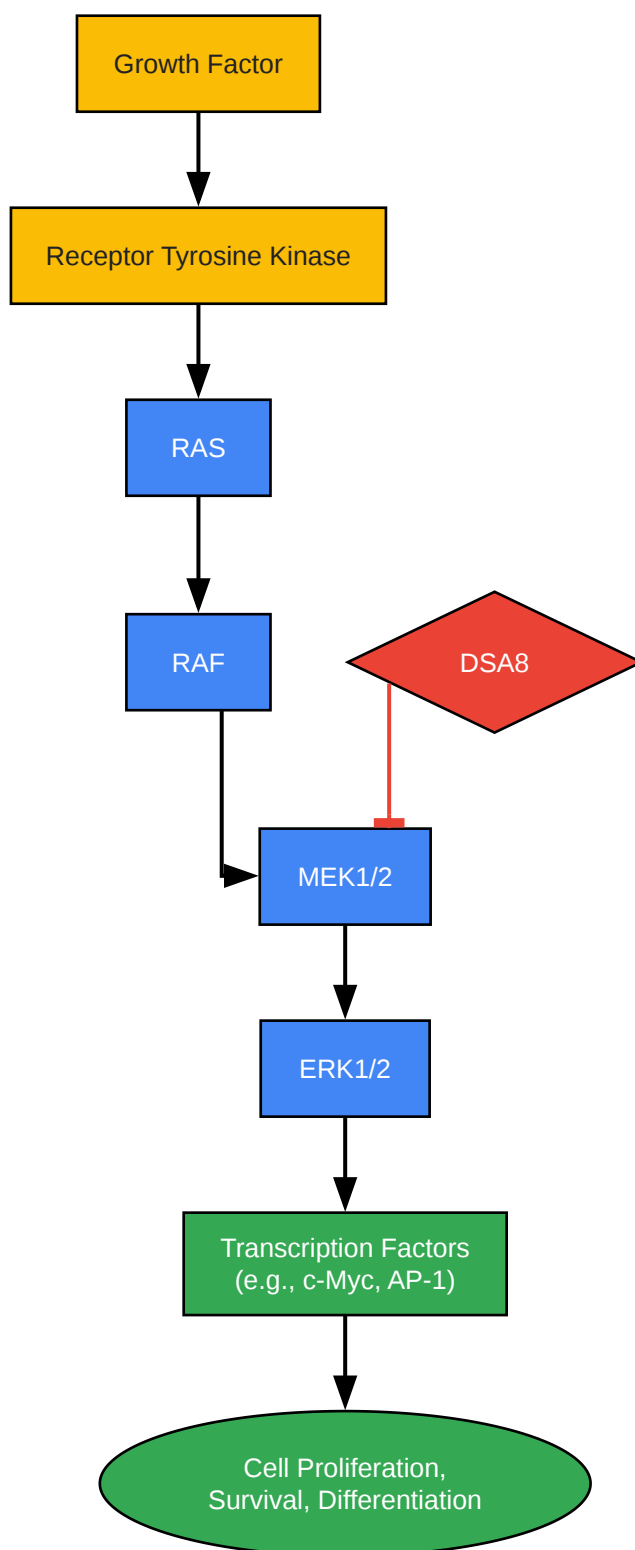 Growth Factor
Receptor Tyrosine Kinase
RAS
RAF
DSA8
MEK1/2
ERK1/2
Transcription Factors
(e.g., c-Myc, AP-1)
Cell Proliferation,
Survival, Differentiation